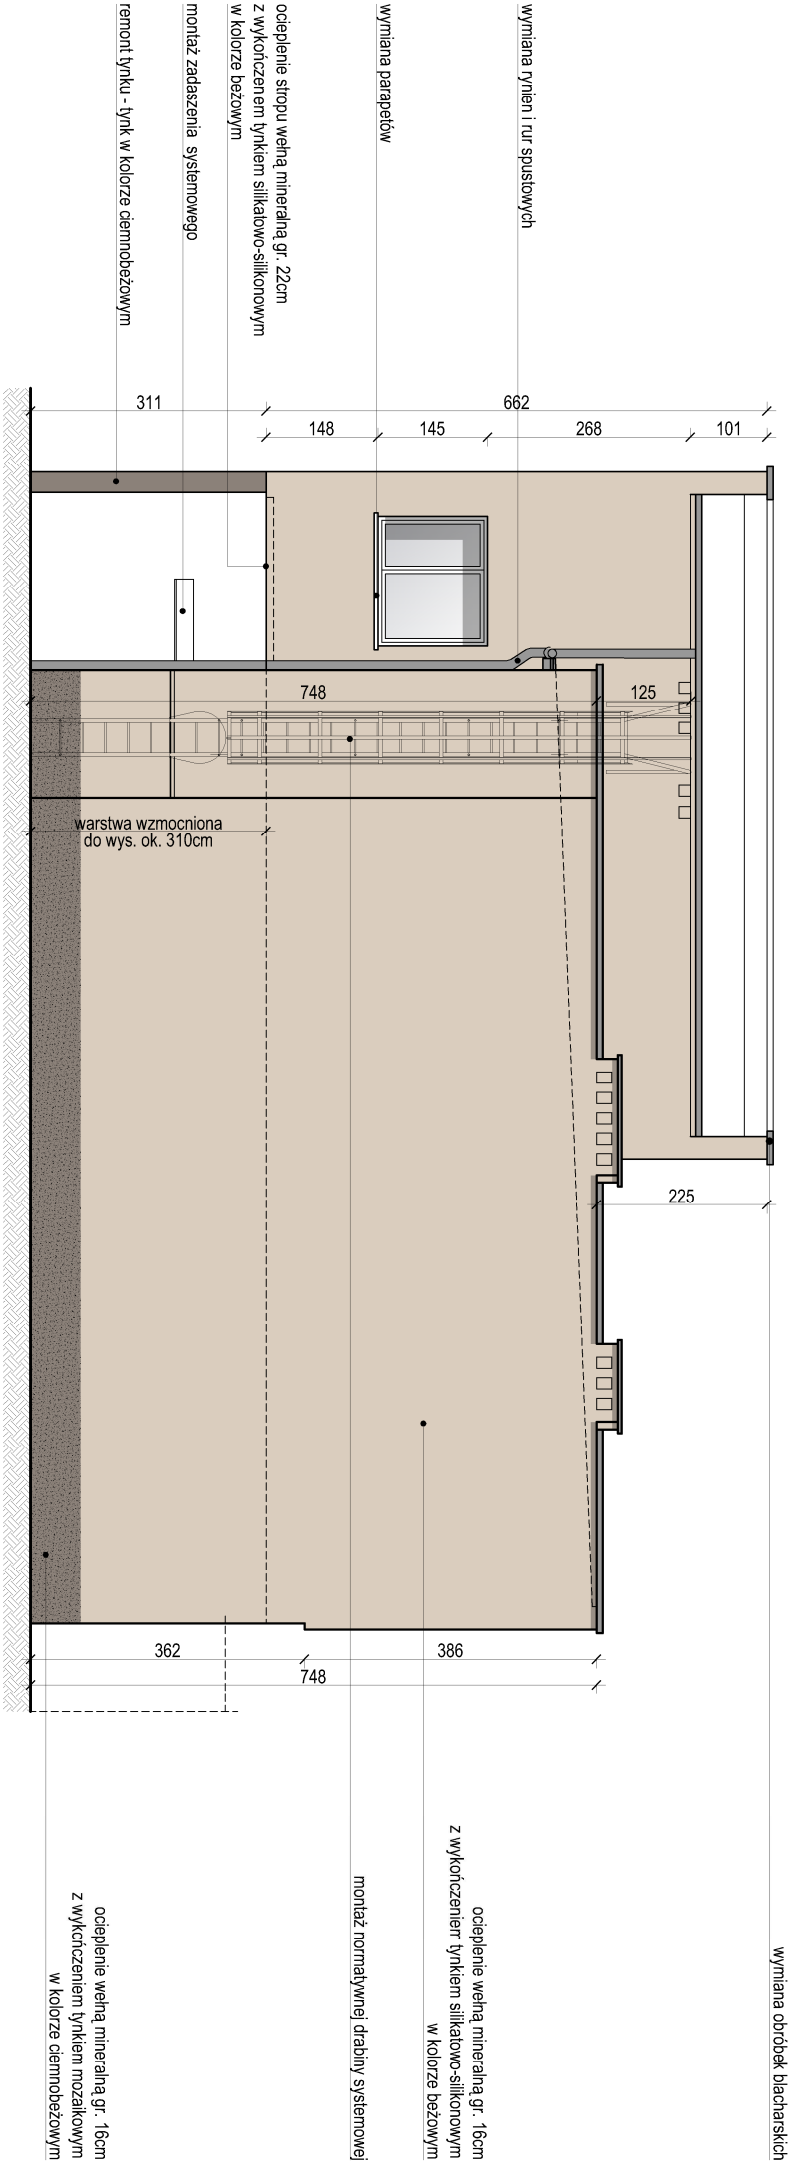 wymiana rynien i rur spustowych
wymiana parapetów
ocieplenie stropu wełną mineralną gr. 22cm
z wykończenem tynkiem silikatowo-silikonowym
w kolorze beżowym
montaż zadaszenia systemowego
remont tynku - tynk w kolorze ciemnobeżowym
311
662
148
145
268
101
748
125
warstwa wzmocniona
do wys. ok. 310cm
225
362
386
748
wymiana obróbek blacharskich
ocieplenie wełną mineralną gr. 16cm
z wykończeniem tynkiem silikatowo-silikonowym
w kolorze beżowym
montaż normatywnej drabiny systemowej
ocieplenie wełną mineralną gr. 16cm
z wykończeniem tynkiem mozaikowym
w kolorze ciemnobeżowym